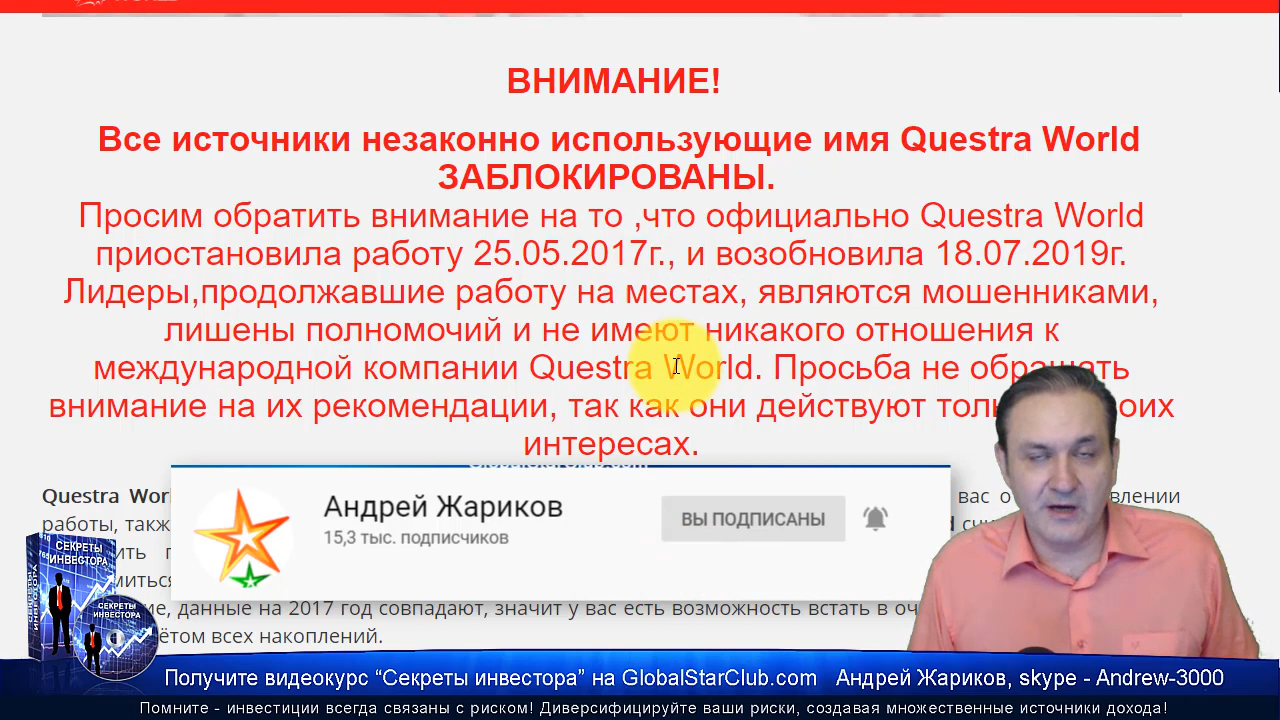 ВНИМАНИЕ!
Все источники незаконно использующие имя Questra World
ЗАБЛОКИРОВАНЫ.
Просим обратить внимание на то ,что официально Questra World
приостановила работу 25.05.2017г., и возобновила 18.07.2019г.
Лидеры,продолжавшие работу на местах, являются мошенниками,
лишены полномочий и не имеют никакого отношения к
международной компании Questra World. Просьба не обращать
внимание на их рекомендации, так как они действуют
интересах.
Questra
вас о
работы,
Андрей Жариков
15,3 тыс. подписчиков
ВЫ ПОДПИСАНЫ
данные на 2017 год совпадают, значит у вас есть возможность встать в
всех накоплений.
СЕКРЕТЫ
ИНВЕСТОРА
СЕКРЕТЫ
ИНВЕСТОРА
Получите видеокурс “Секреты инвестора” на GlobalStarClub.com Андрей Жариков, skype - Andrew-3000
Помните - инвестиции всегда связаны с риском! Диверсифицируйте ваши риски, создавая множественные источники дохода!